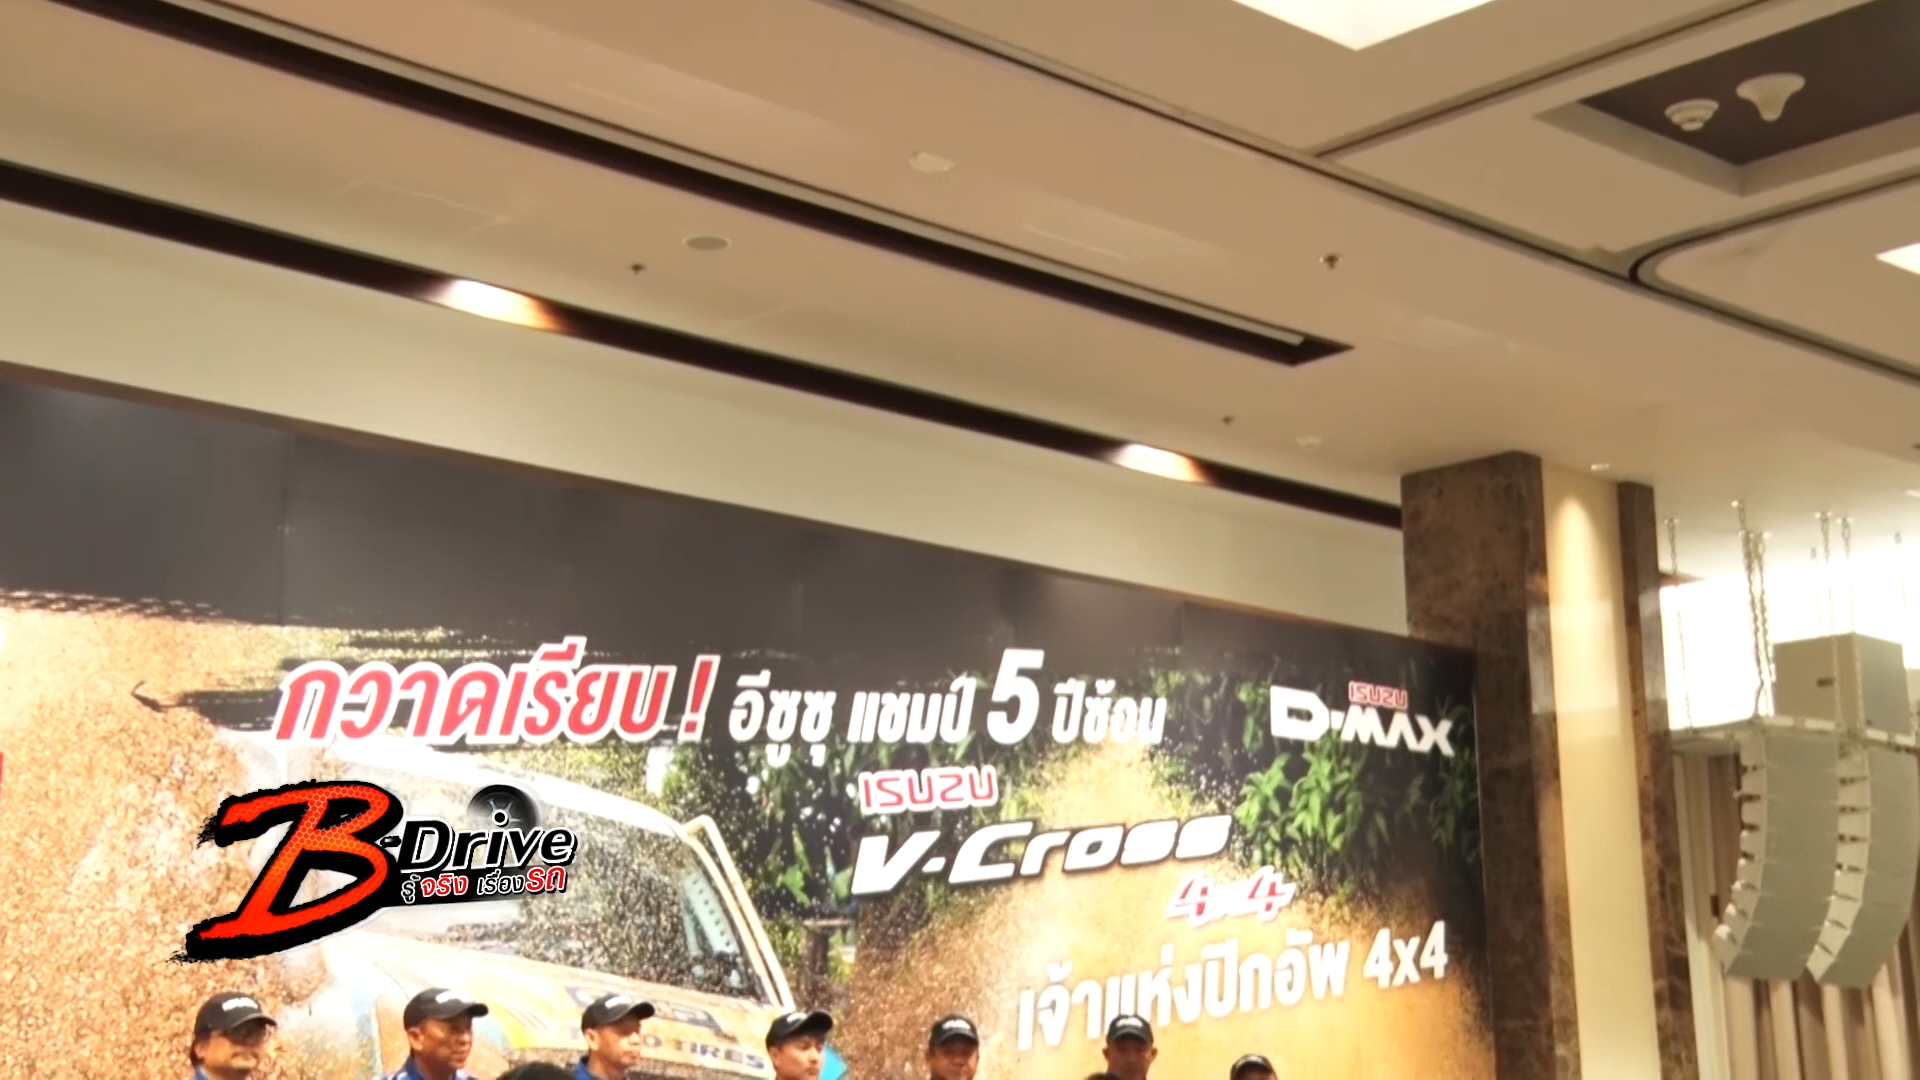 กวาดเรียบ! อีซูซุ แชมป์ 5 ปีซ้อน
ISUZU
D-MAX
ISUZU
V-Cross
4x4
เจ้าแห่งปิกอัพ 4x4
B-Drive
รู้จริง เรื่องรถ
TIRES